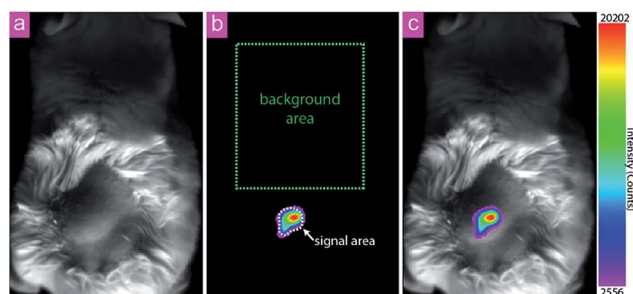 a
b
c
background
area
signal area
20202
Intensity (Counts)
2556